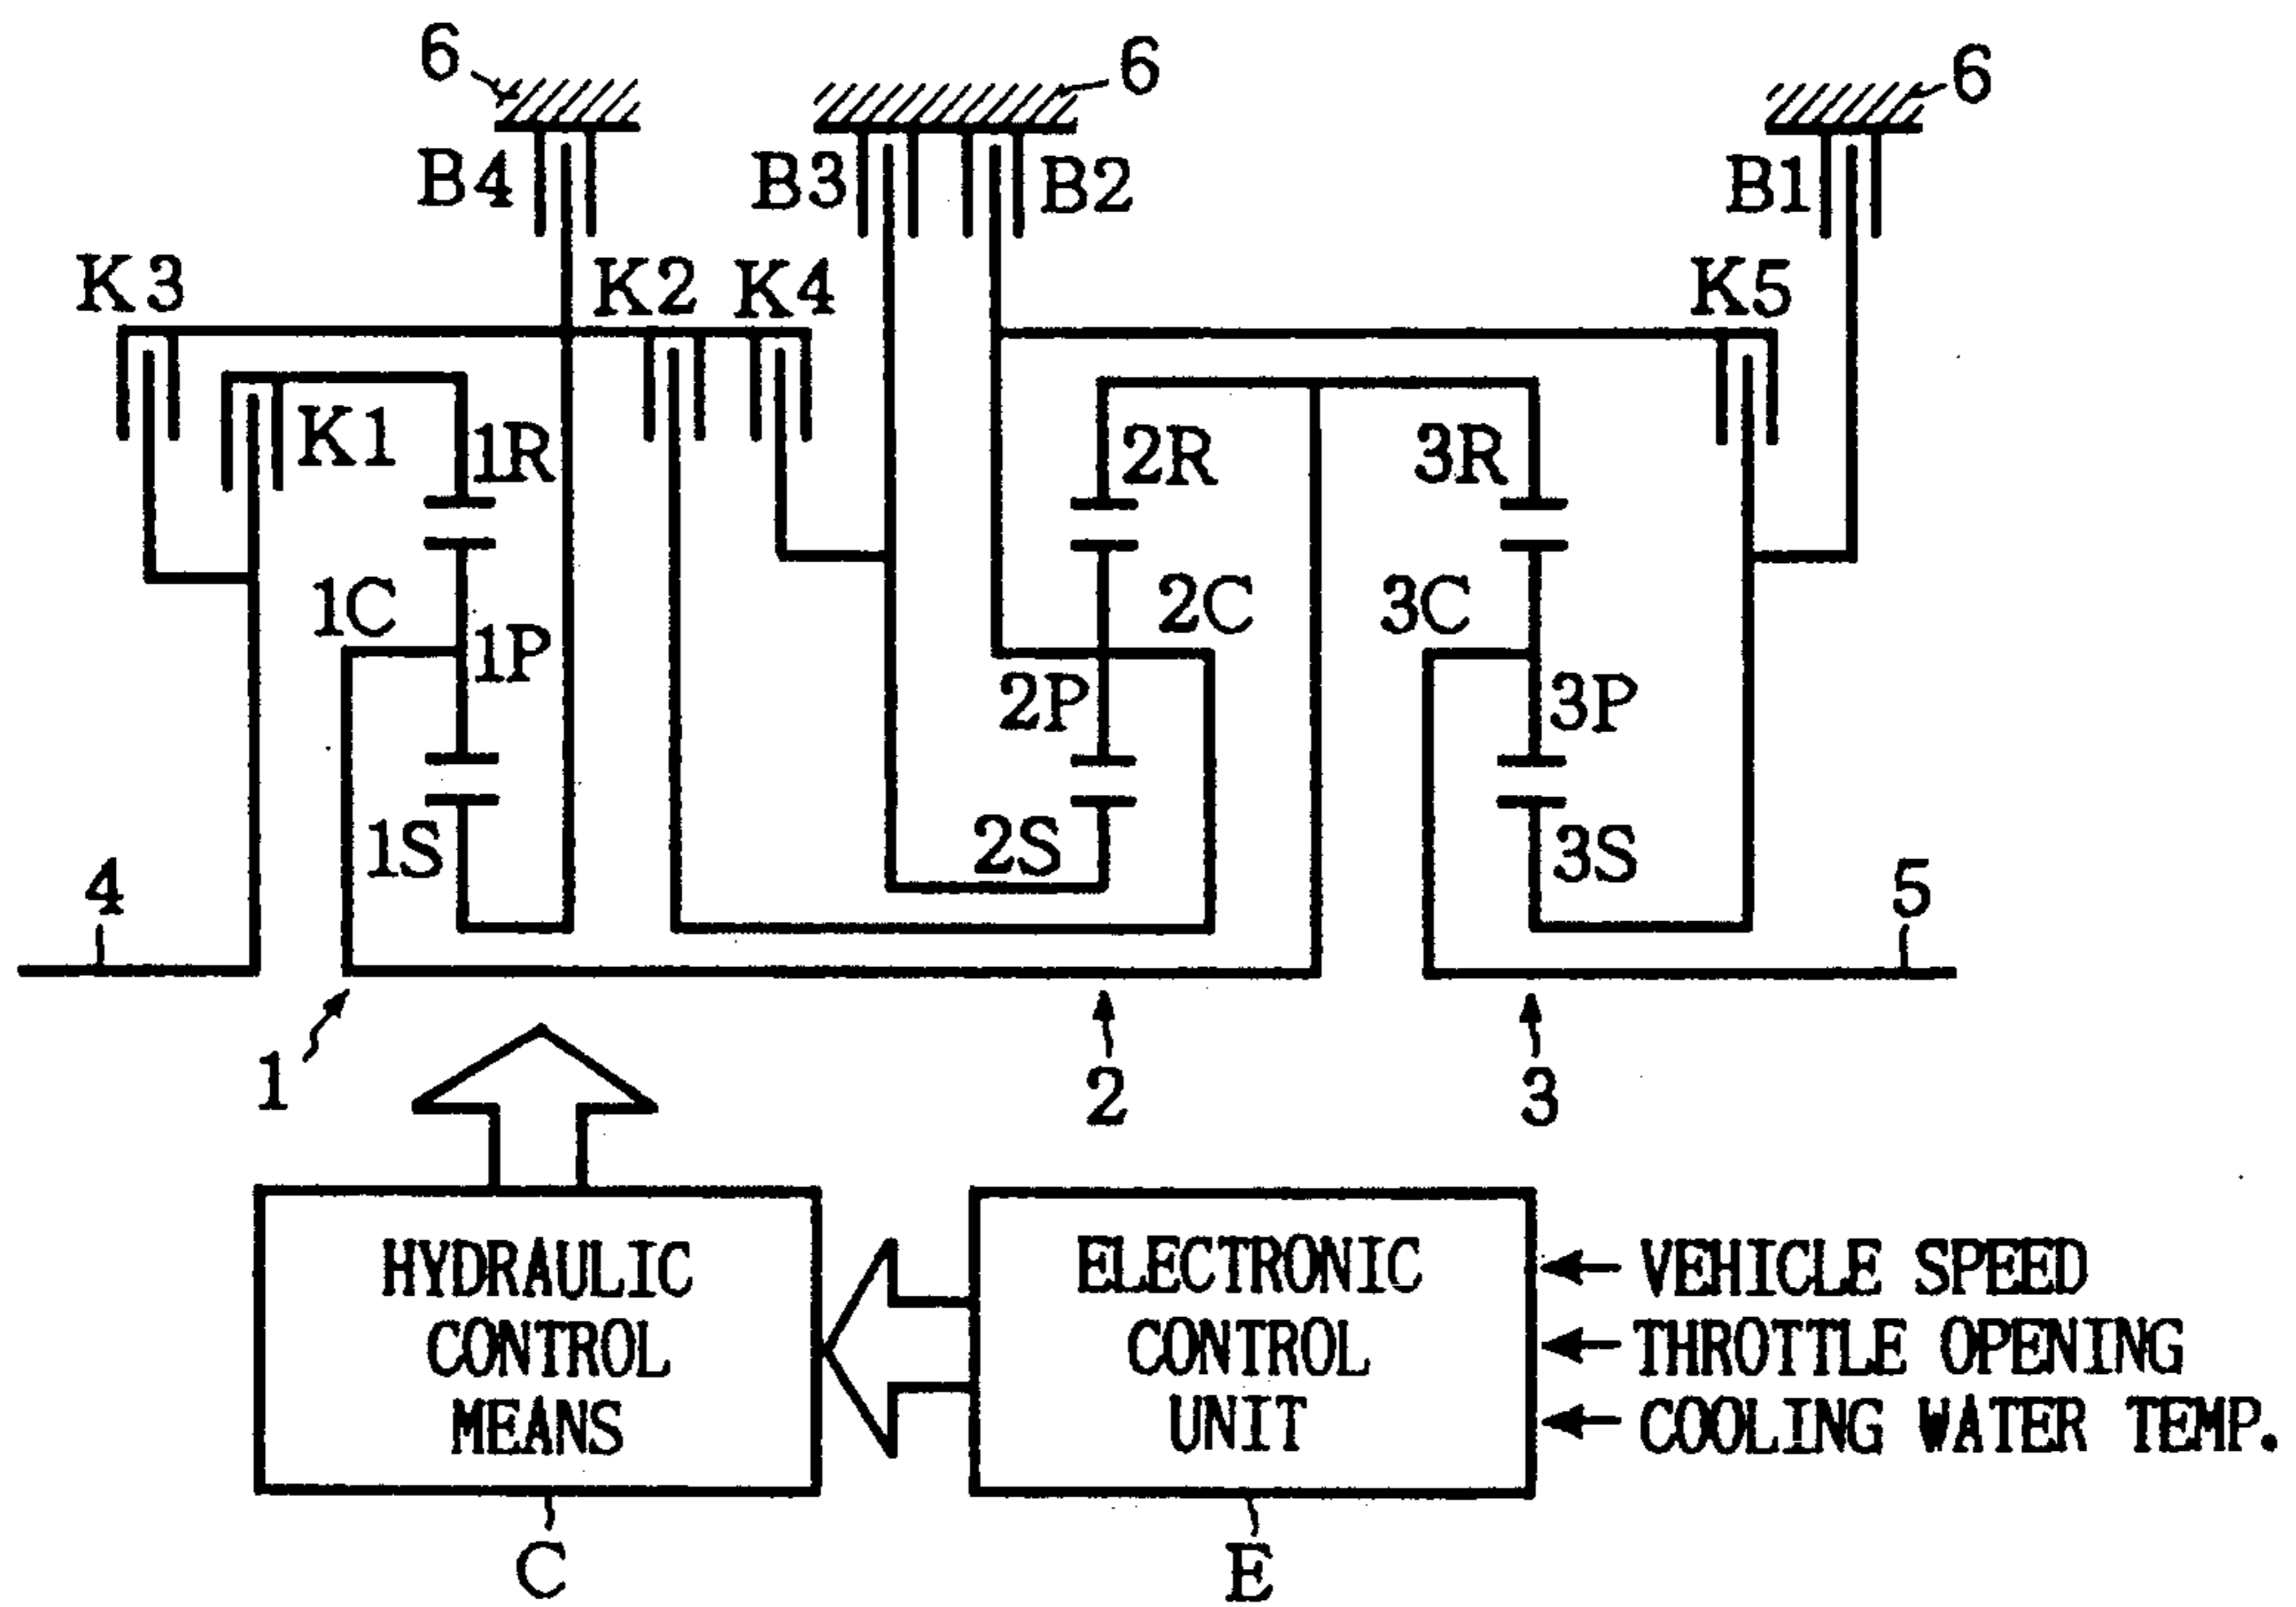 6
6
6
B4
B3
B2
B1
K3
K2
K4
K5
K1
1R
2R
3R
1C
2C
3C
1P
2P
3P
1S
2S
3S
4
5
1
2
3
HYDRAULIC
CONTROL
MEANS
ELECTRONIC
CONTROL
UNIT
VEHICLE SPEED
THROTTLE OPENING
COOLING WATER TEMP.
C
E